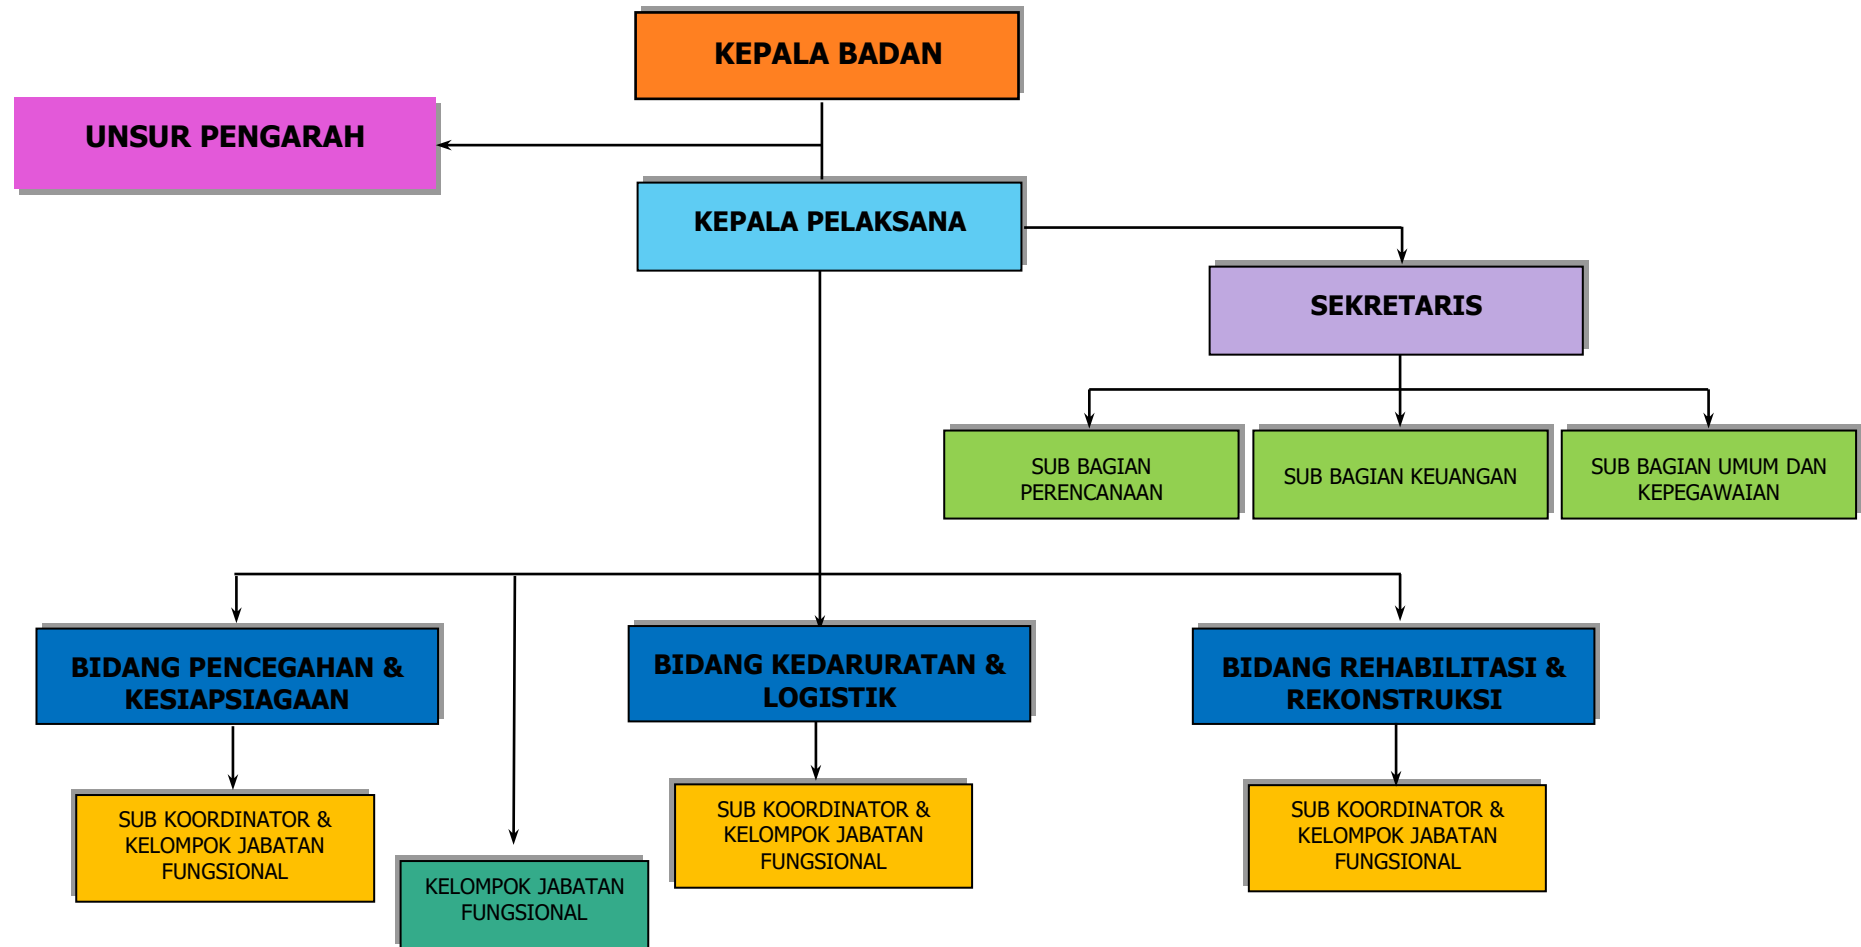 KEPALA BADAN
UNSUR PENGARAH
KEPALA PELAKSANA
SEKRETARIS
SUB BAGIAN
PERENCANAAN
SUB BAGIAN KEUANGAN
SUB BAGIAN UMUM DAN
KEPEGAWAIAN
BIDANG PENCEGAHAN &
KESIAPSIAGAAN
BIDANG KEDARURATAN &
LOGISTIK
BIDANG REHABILITASI &
REKONSTRUKSI
SUB KOORDINATOR &
KELOMPOK JABATAN
FUNGSIONAL
KELOMPOK JABATAN
FUNGSIONAL
SUB KOORDINATOR &
KELOMPOK JABATAN
FUNGSIONAL
SUB KOORDINATOR &
KELOMPOK JABATAN
FUNGSIONAL